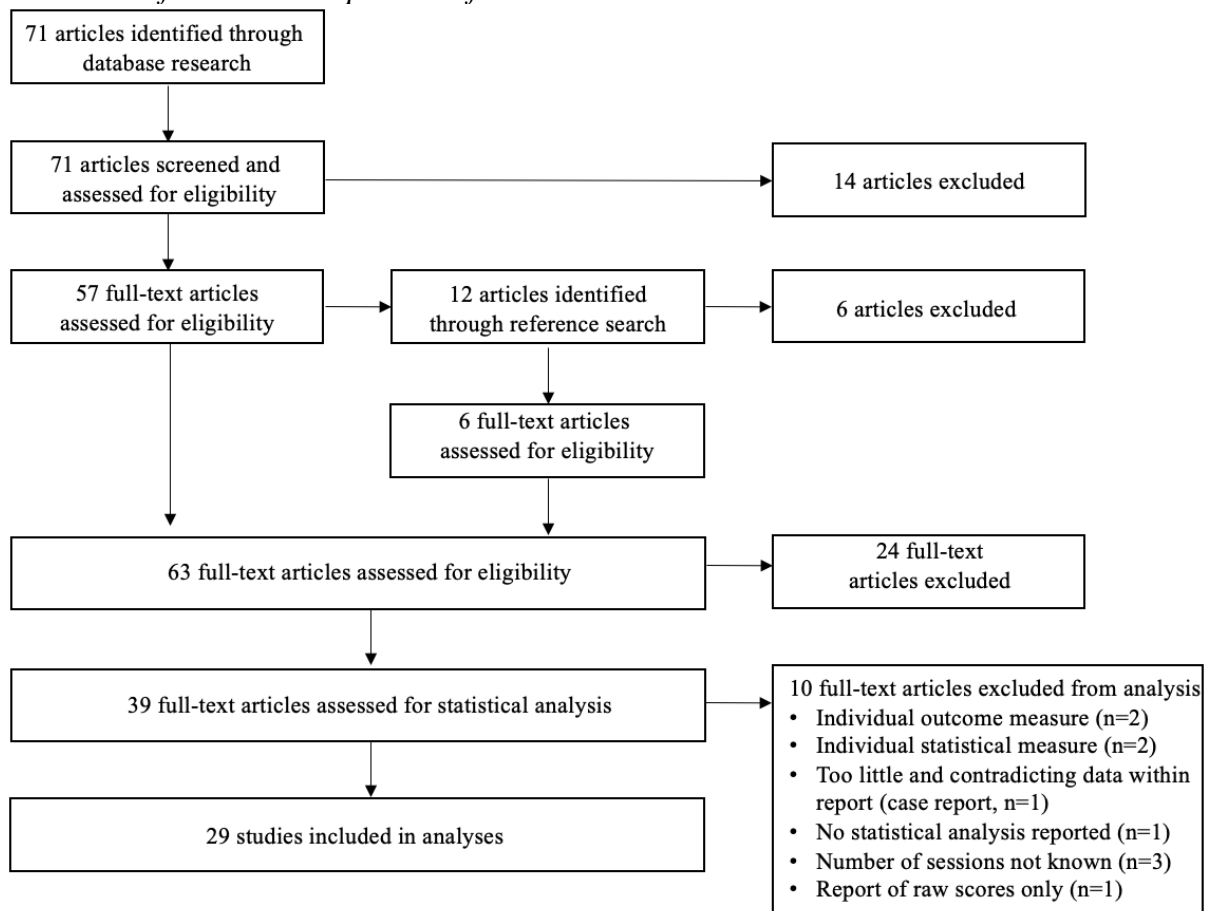 71 articles identified through
database research
71 articles screened and
assessed for eligibility
14 articles excluded
57 full-text articles
assessed for eligibility
12 articles identified
through reference search
6 articles excluded
6 full-text articles
assessed for eligibility
63 full-text articles assessed for eligibility
24 full-text
articles excluded
39 full-text articles assessed for statistical analysis
10 full-text articles excluded from analysis
• Individual outcome measure (n=2)
• Individual statistical measure (n=2)
• Too little and contradicting data within
report (case report, n=1)
• No statistical analysis reported (n=1)
• Number of sessions not known (n=3)
• Report of raw scores only (n=1)
29 studies included in analyses